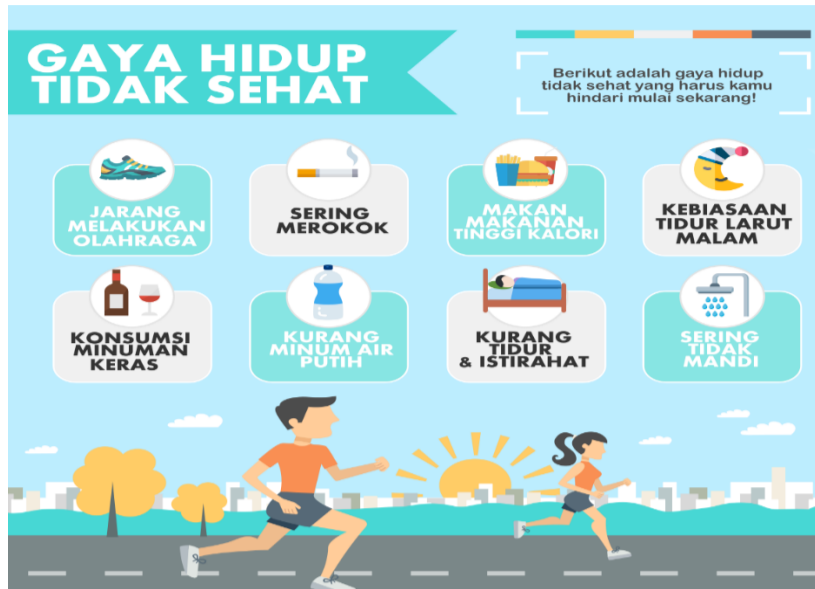 GAYA HIDUP
TIDAK SEHAT
Berikut adalah gaya hidup
tidak sehat yang harus kamu
hindari mulai sekarang!
JARANG
MELAKUKAN
OLAHRAGA
SERING
MEROKOK
MAKAN
MAKANAN
TINGGI KALORI
KEBIASAAN
TIDUR LARUT
MALAM
KONSUMSI
MINUMAN
KERAS
KURANG
MINUM AIR
PUTIH
KURANG
TIDUR
& ISTIRAHAT
SERING
TIDAK
MANDI